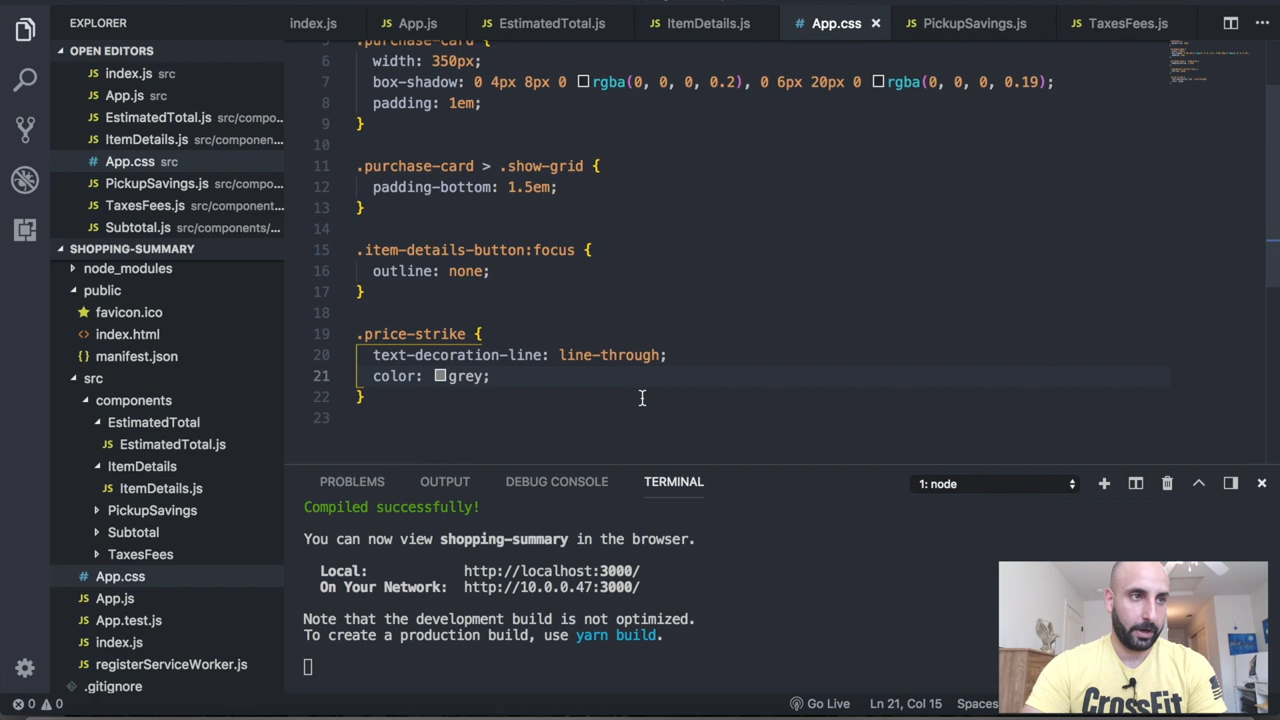 index.js
App.js
EstimatedTotal.js
ItemDetails.js
App.css
PickupSavings.js
TaxesFees.js
EXPLORER
OPEN EDITORS
index.js src
App.js src
EstimatedTotal.js src/compo...
ItemDetails.js src/componen...
App.css src
PickupSavings.js src/compo...
TaxesFees.js src/component...
Subtotal.js src/components/...
SHOPPING-SUMMARY
node_modules
public
favicon.ico
index.html
manifest.json
src
components
EstimatedTotal
EstimatedTotal.js
ItemDetails
ItemDetails.js
PickupSavings
Subtotal
TaxesFees
App.css
App.js
App.test.js
index.js
registerServiceWorker.js
.gitignore
5 .purchase-card {
6 width: 350px;
7 box-shadow: 0 4px 8px 0 rgba(0, 0, 0, 0.2), 0 6px 20px 0 rgba(0, 0, 0, 0.19);
8 padding: 1em;
9 }
10
11 .purchase-card > .show-grid {
12 padding-bottom: 1.5em;
13 }
14
15 .item-details-button:focus {
16 outline: none;
17 }
18
19 .price-strike {
20 text-decoration-line: line-through;
21 color: grey;
22 }
23
PROBLEMS OUTPUT DEBUG CONSOLE TERMINAL 1: node
Compiled successfully!
You can now view shopping-summary in the browser.
Local: http://localhost:3000/
On Your Network: http://10.0.0.47:3000/
Note that the development build is not optimized.
To create a production build, use yarn build.
CrossFit
0 0 Go Live Ln 21, Col 15 Spaces